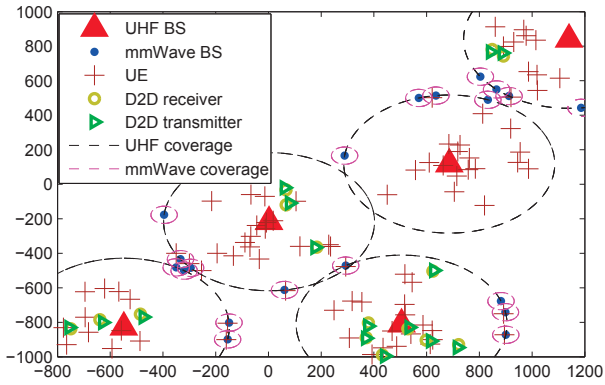 1000
800
600
400
200
0
−200
−400
−600
−800
−1000
UHF BS
mmWave BS
UE
D2D receiver
D2D transmitter
UHF coverage
mmWave coverage
−800 −600 −400 −200 0 200 400 600 800 1000 1200